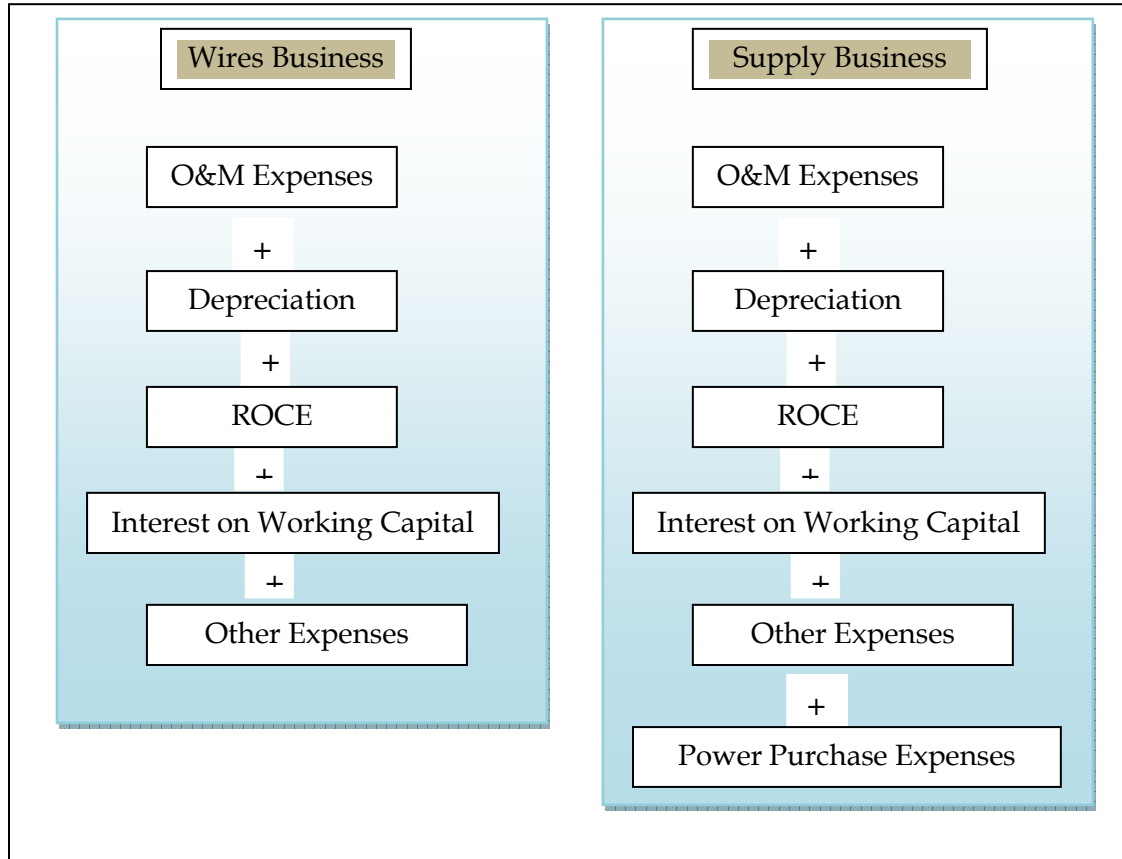 Wires Business
O&M Expenses
+
Depreciation
+
ROCE
+
Interest on Working Capital
+
Other Expenses
Supply Business
O&M Expenses
+
Depreciation
+
ROCE
+
Interest on Working Capital
+
Other Expenses
+
Power Purchase Expenses